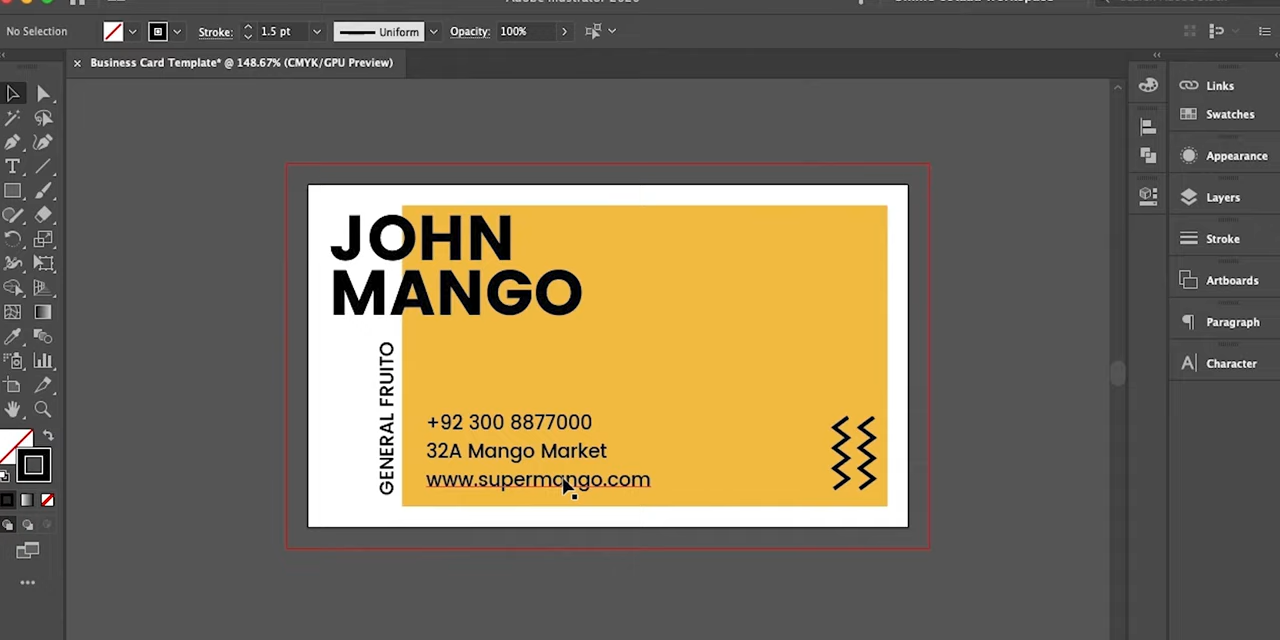 No Selection
Stroke:
1.5 pt
Uniform
Opacity:
100%
× Business Card Template* @ 148.67% (CMYK/GPU Preview)
JOHN
MANGO
GENERAL FRUITO
+92 300 8877000
32A Mango Market
www.supermango.com
Links
Swatches
Appearance
Layers
Stroke
Artboards
Paragraph
Character